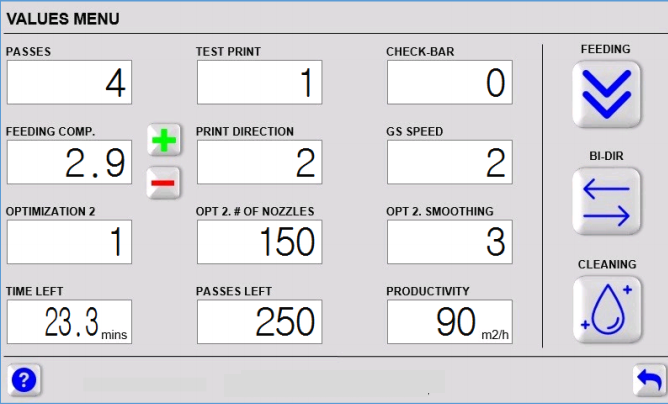 VALUES MENU
PASSES TEST PRINT CHECK-BAR FEEDING
4 1 0
FEEDING COMP. PRINT DIRECTION GS SPEED BI-DIR
2.9 2 2
OPTIMIZATION 2 OPT 2. # OF NOZZLES OPT 2. SMOOTHING
1 150 3
CLEANING
TIME LEFT PASSES LEFT PRODUCTIVITY
23.3 mins 250 90 m2/h
?